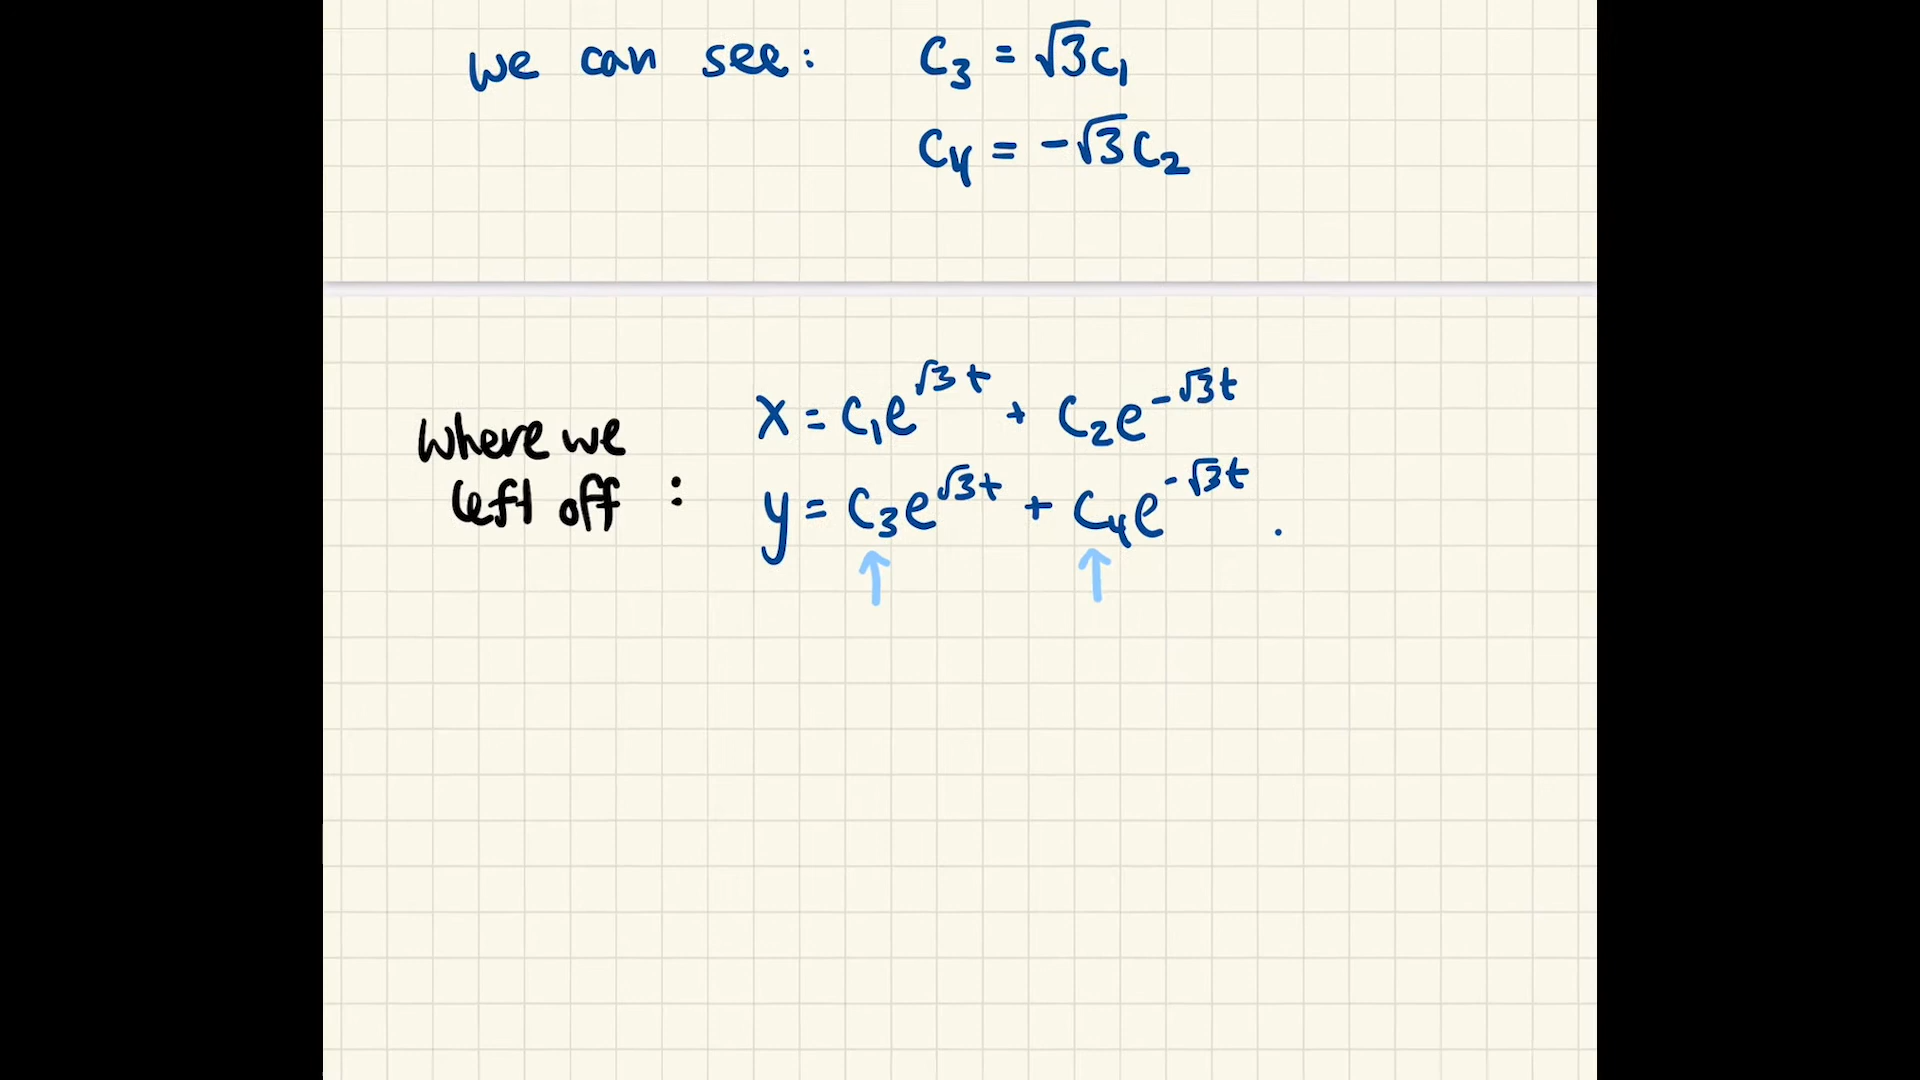 we can see: C₃ = √3c₁
C₄ = -√3c₂
Where we left off :
x = c₁e^{√3t} + c₂e^{-√3t}
y = c₃e^{√3t} + c₄e^{-√3t} .